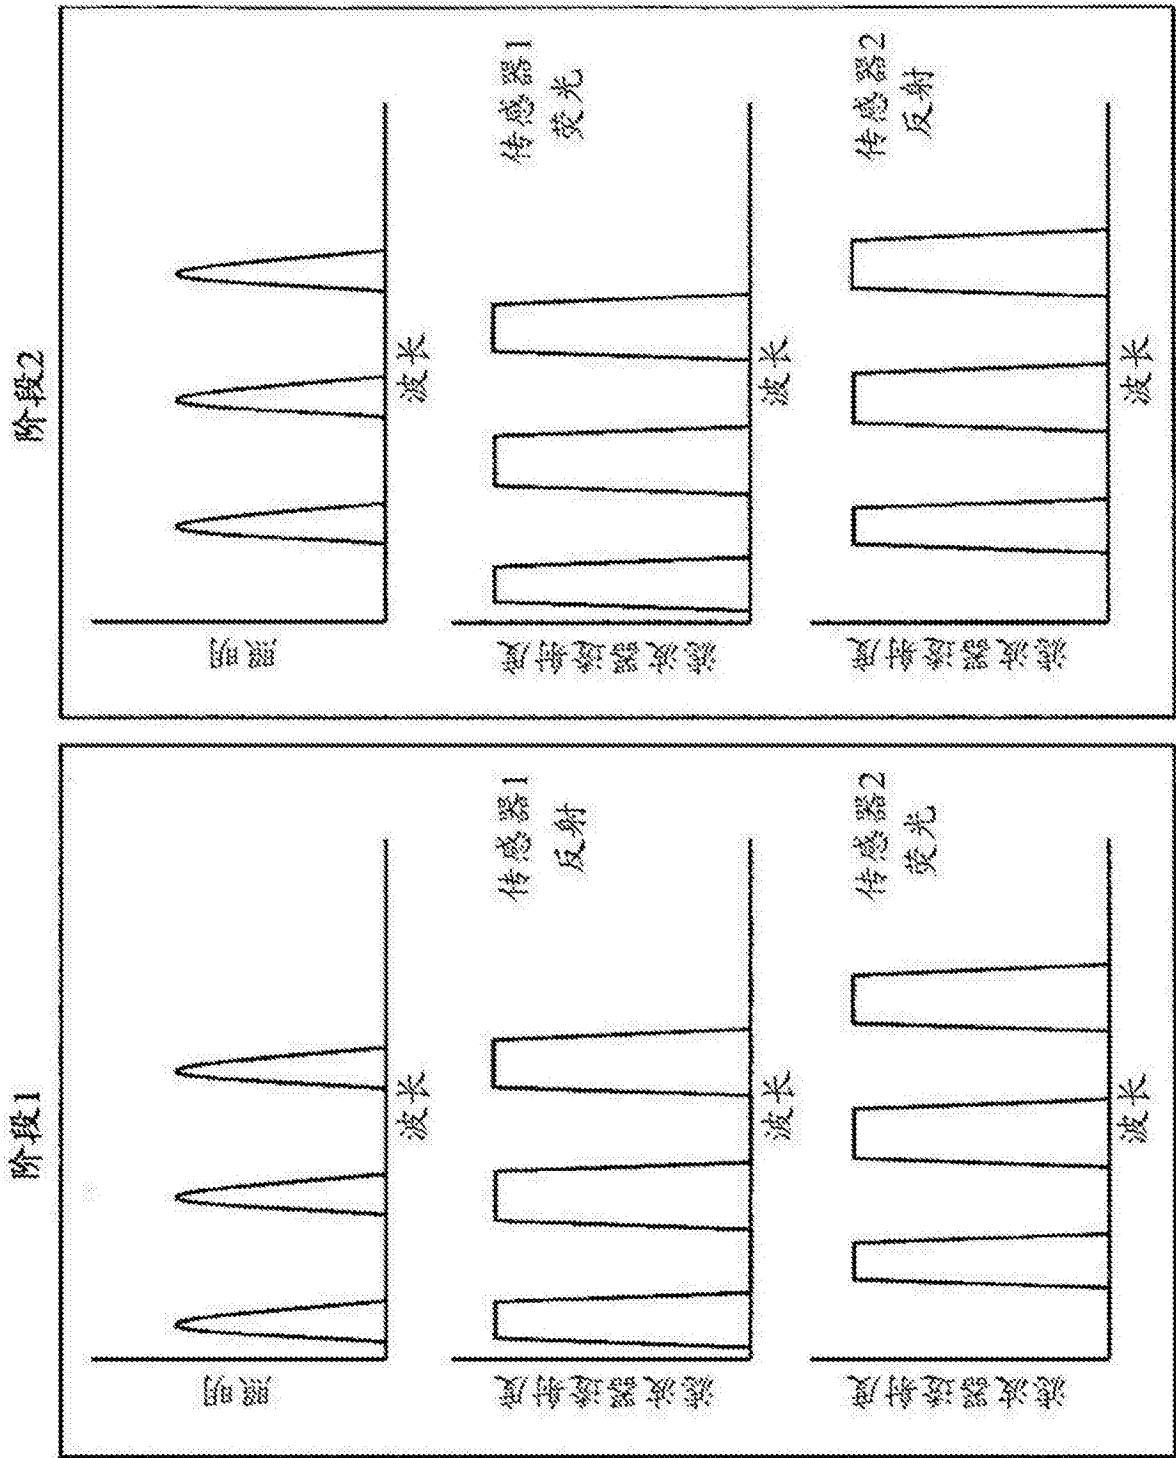 阶段1
照明
波长
滤波器透射度
传感器1
反射
波长
滤波器透射度
传感器2
荧光
波长
阶段2
照明
波长
滤波器透射度
传感器1
荧光
波长
滤波器透射度
传感器2
反射
波长